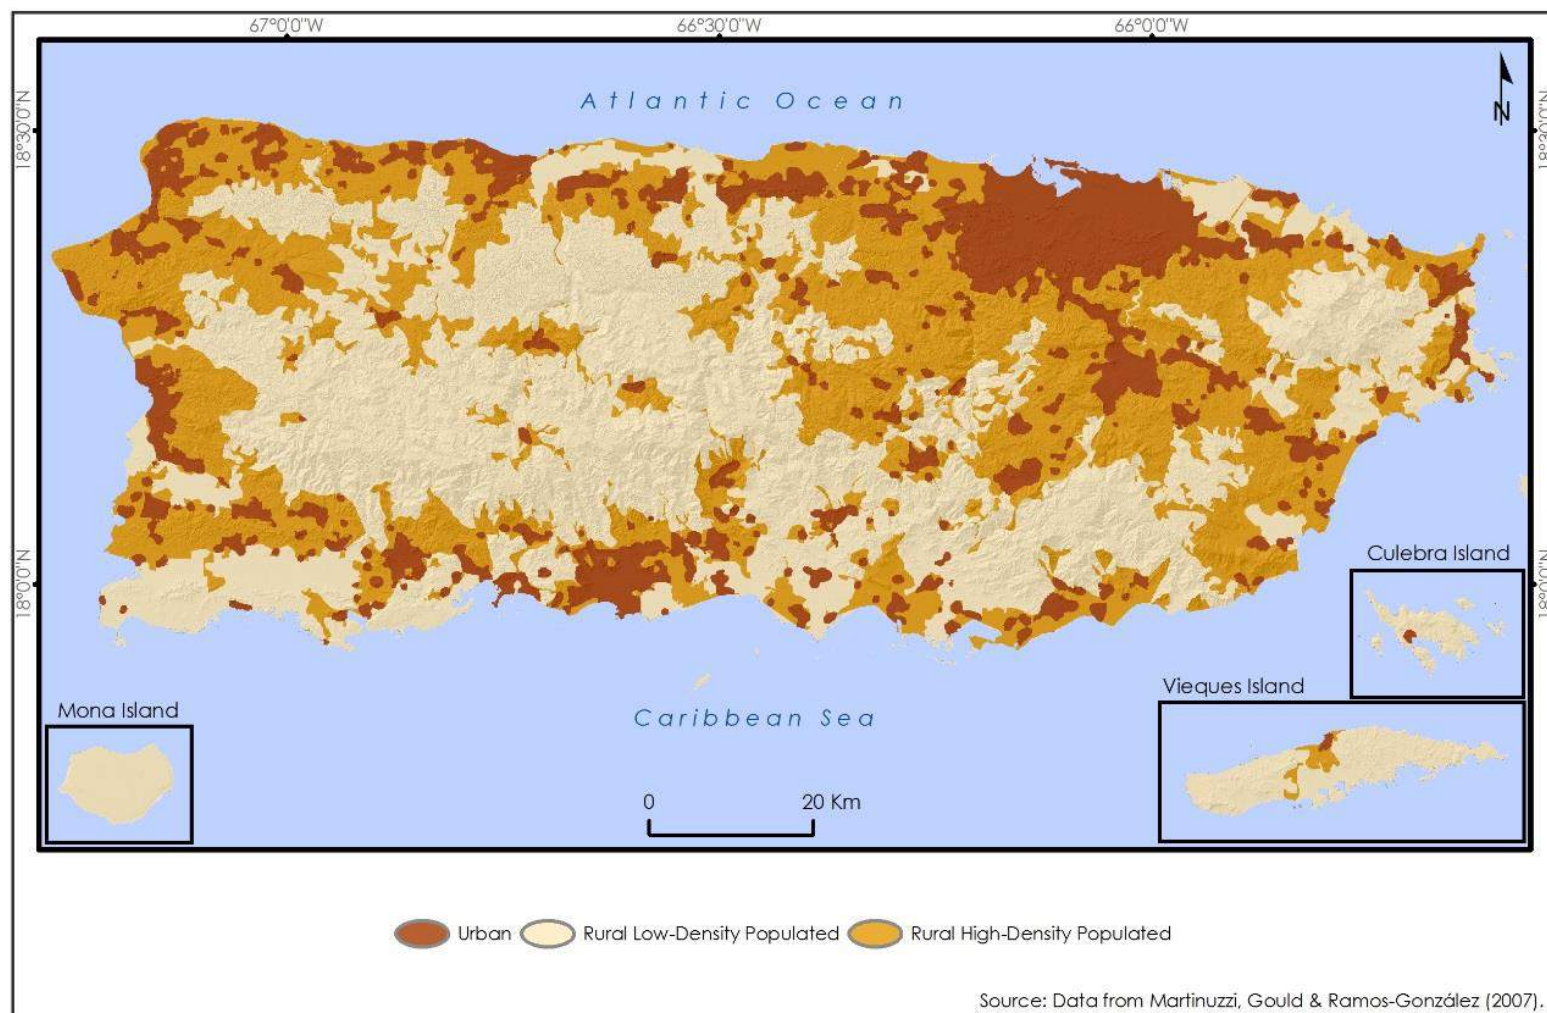 67°0'0"W 66°30'0"W 66°0'0"W
Atlantic Ocean
N
18°30'0"N
18°30'0"N
18°0'0"N
18°0'0"N
Culebra Island
Vieques Island
Mona Island
Caribbean Sea
0 20 Km
Urban Rural Low-Density Populated Rural High-Density Populated
Source: Data from Martinuzzi, Gould & Ramos-González (2007).